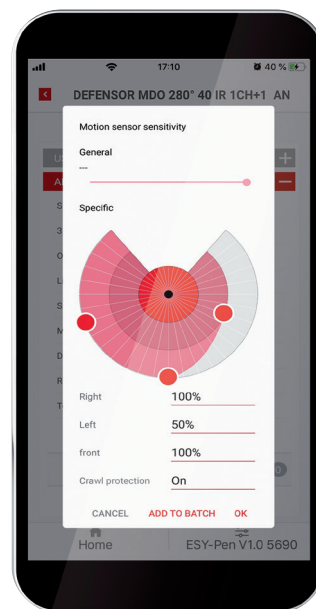 17:10
40 %
DEFENSOR MDO 280° 40 IR 1CH+1 AN
Motion sensor sensitivity
General
---
Specific
Right 100%
Left 50%
front 100%
Crawl protection On
CANCEL ADD TO BATCH OK
Home ESY-Pen V1.0 5690